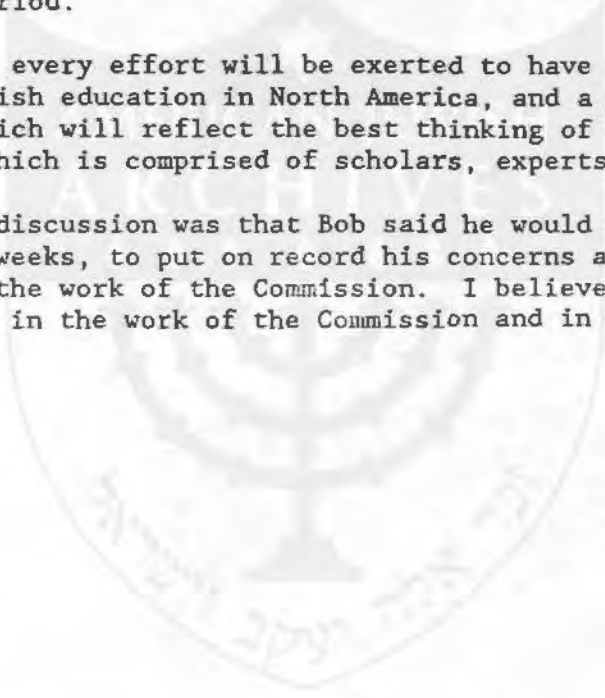 riod.
every effort will be exerted to have
ish education in North America, and a
ich will reflect the best thinking of
hich is comprised of scholars, experts
ARCHIVES
discussion was that Bob said he would
weeks, to put on record his concerns a
the work of the Commission. I believe
in the work of the Commission and in